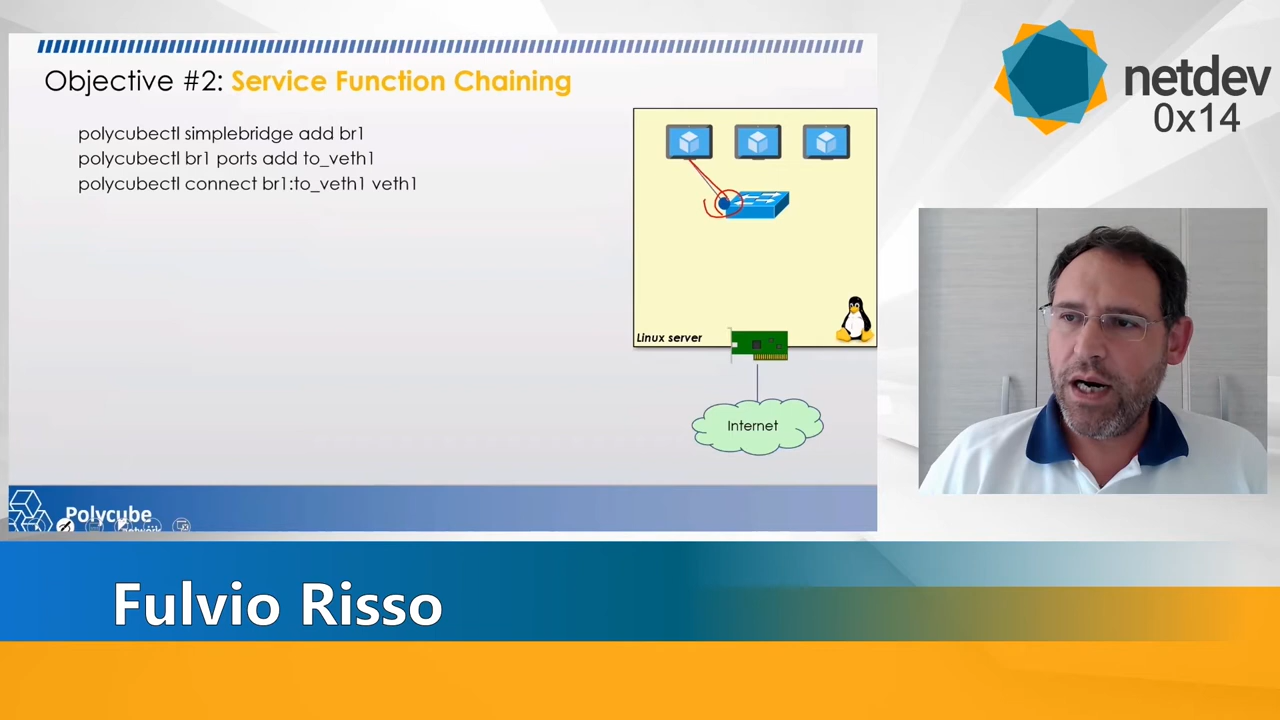 Objective #2: Service Function Chaining
polycubectl simplebridge add br1
polycubectl br1 ports add to_veth1
polycubectl connect br1:to_veth1 veth1
Linux server
Internet
Polycube
network
netdev
0x14
Fulvio Risso